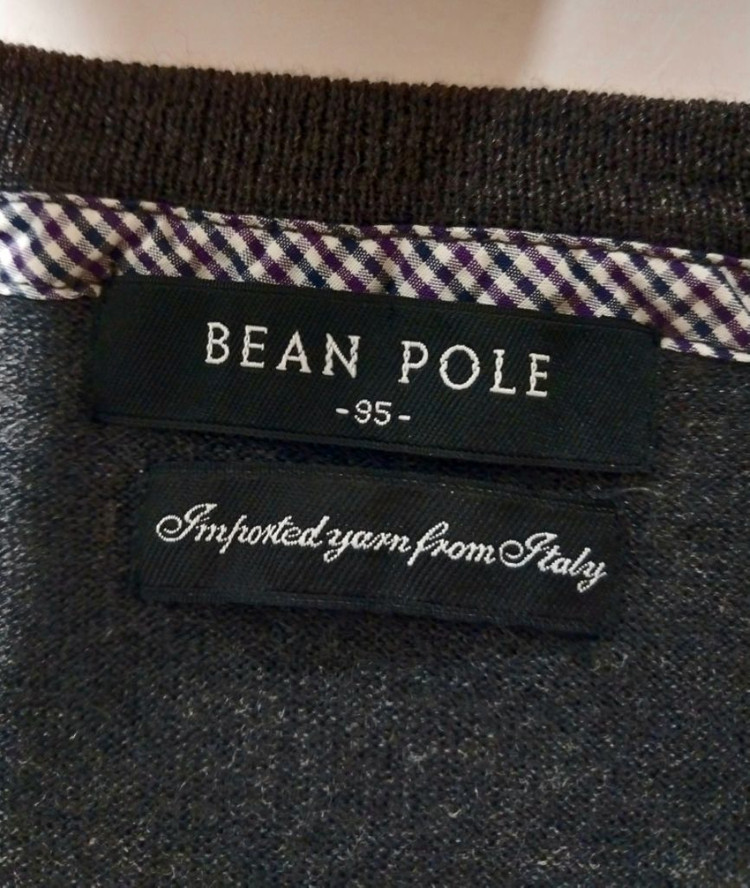 BEAN POLE
-95-
Imported yarn from Italy